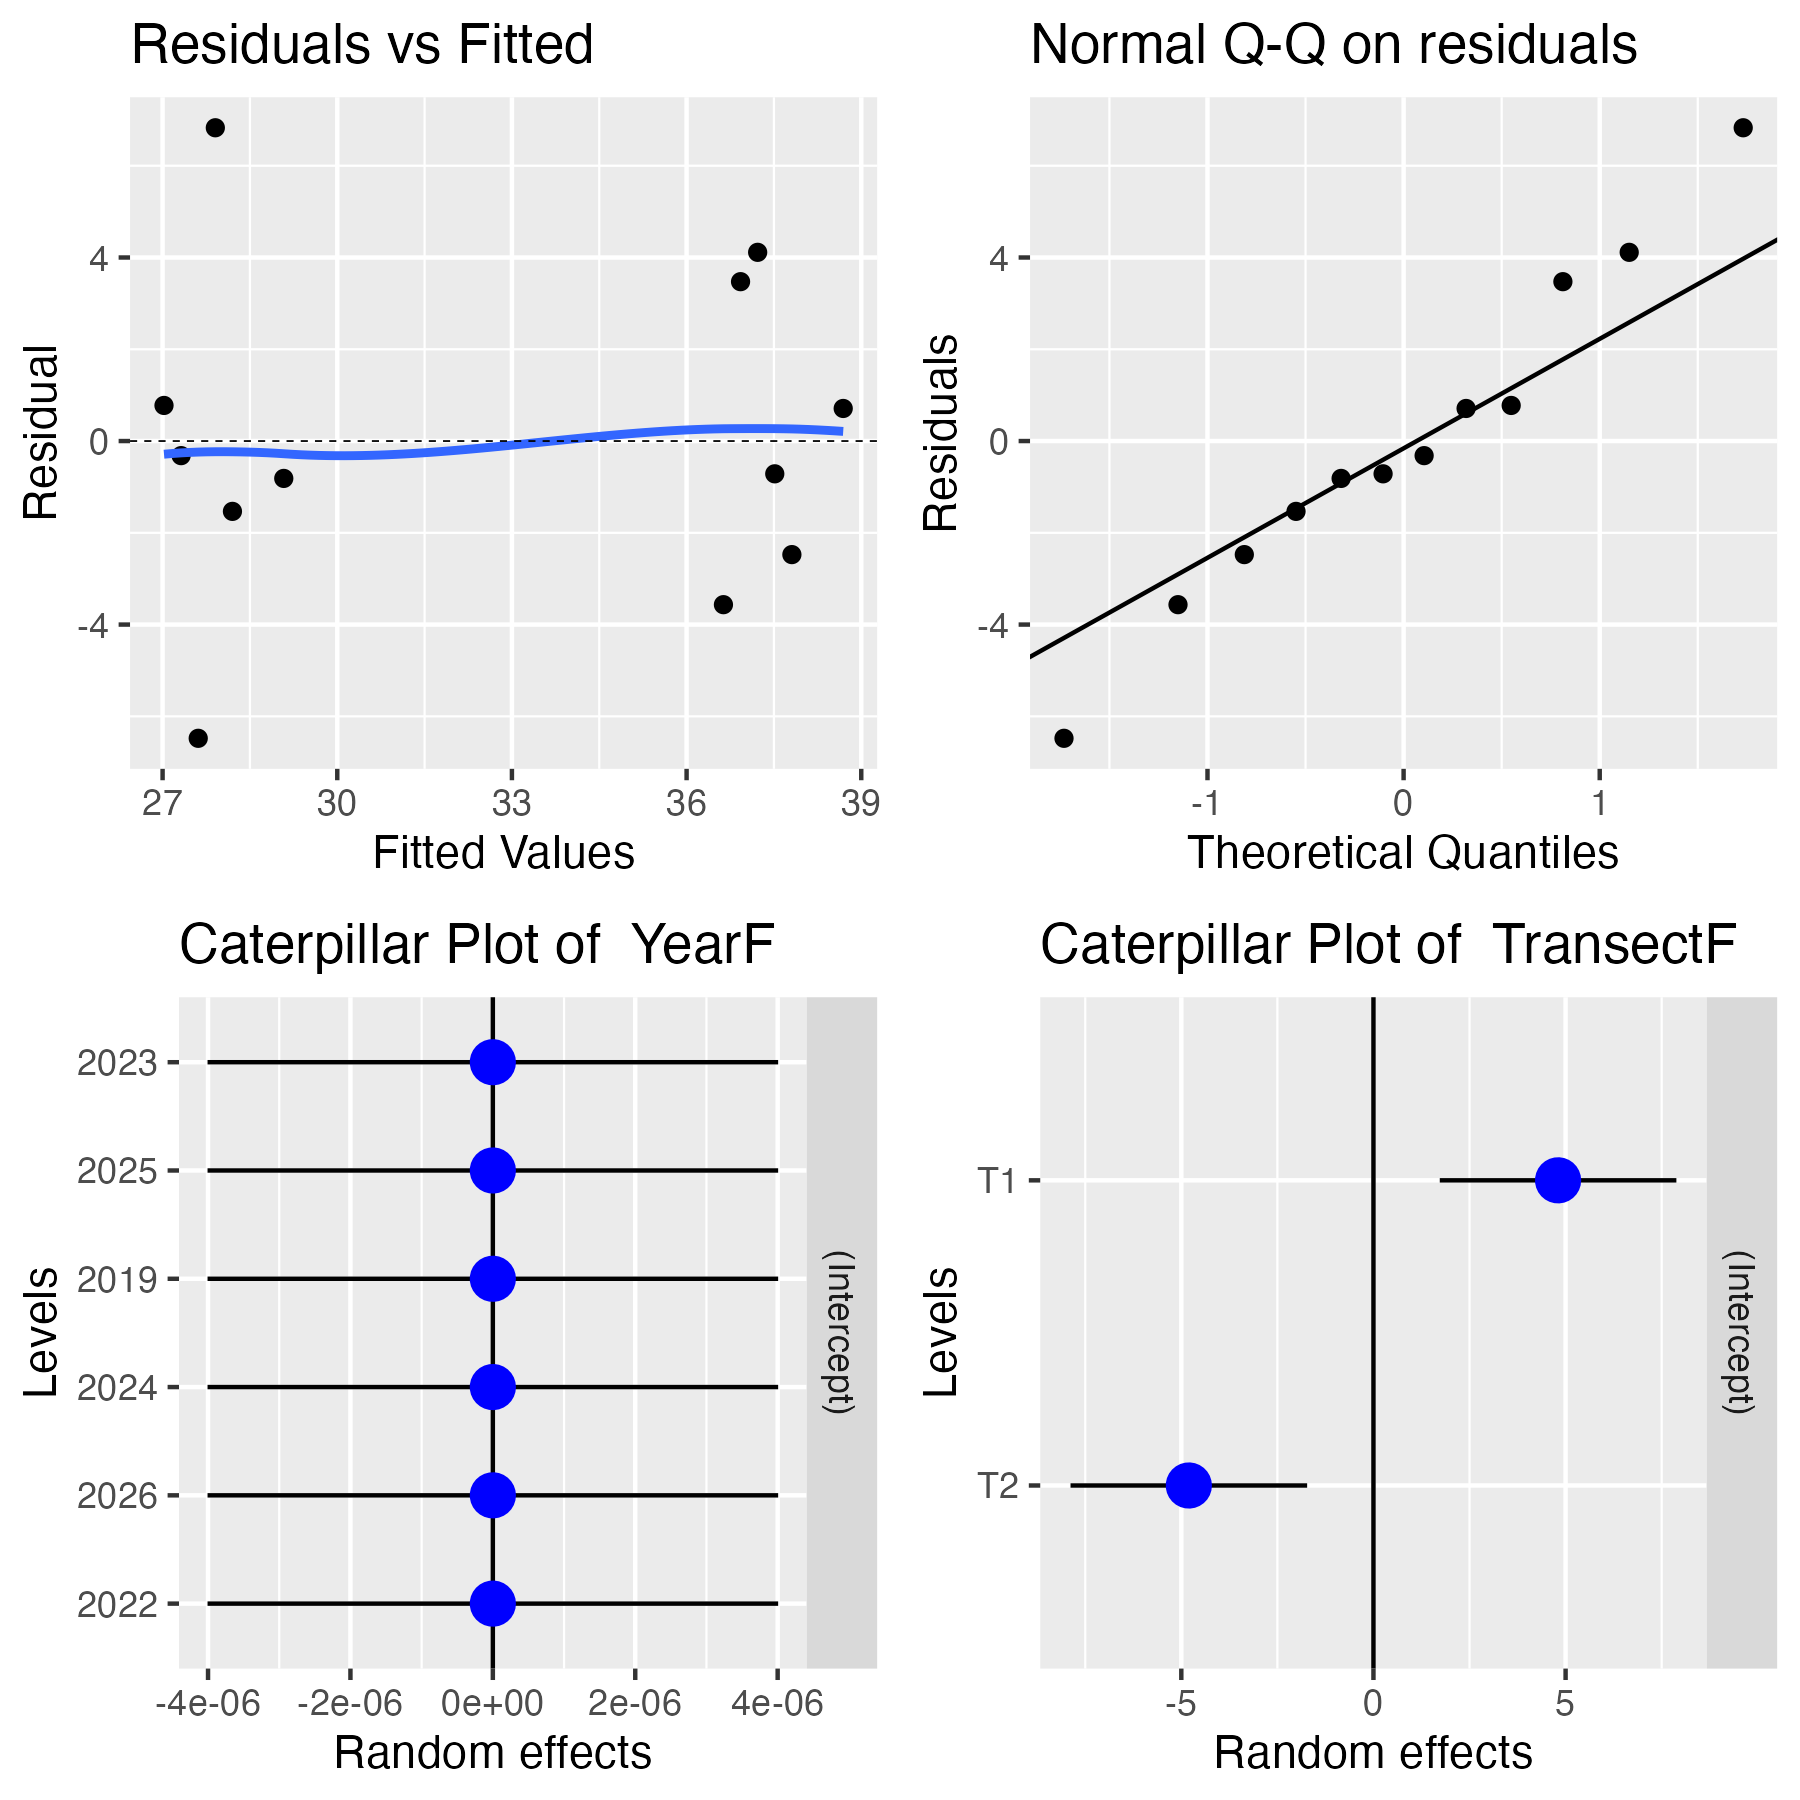 Residuals vs Fitted
Residual
4
0
-4
27 30 33 36 39
Fitted Values
Normal Q-Q on residuals
Residuals
4
0
-4
-1 0 1
Theoretical Quantiles
Caterpillar Plot of  YearF
Levels
2023
2025
2019
2024
2026
2022
(Intercept)
-4e-06 -2e-06 0e+00 2e-06 4e-06
Random effects
Caterpillar Plot of  TransectF
Levels
T1
T2
(Intercept)
-5 0 5
Random effects